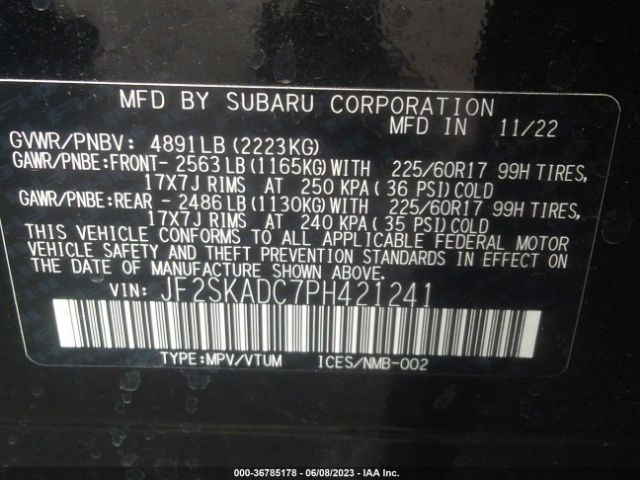 MFD BY SUBARU CORPORATION
MFD IN 11/22
GVWR/PNBV: 4891LB (2223KG)
GAWR/PNBE:FRONT- 2563LB (1165KG) WITH 225/60R17 99H TIRES,
17X7J RIMS AT 250 KPA ( 36 PSI) COLD
GAWR/PNBE:REAR - 2486LB (1130KG) WITH 225/60R17 99H TIRES,
17X7J RIMS AT 240 KPA ( 35 PSI) COLD
THIS VEHICLE CONFORMS TO ALL APPLICABLE FEDERAL MOTOR
VEHICLE SAFETY AND THEFT PREVENTION STANDARDS IN EFFECT
ON THE DATE OF MANUFACTURE SHOWN ABOVE.
VIN: JF2SKADC7PH421241
TYPE:MPV/VTUM ICES/NMB-002
000-36785178 - 06/08/2023 - IAA Inc.